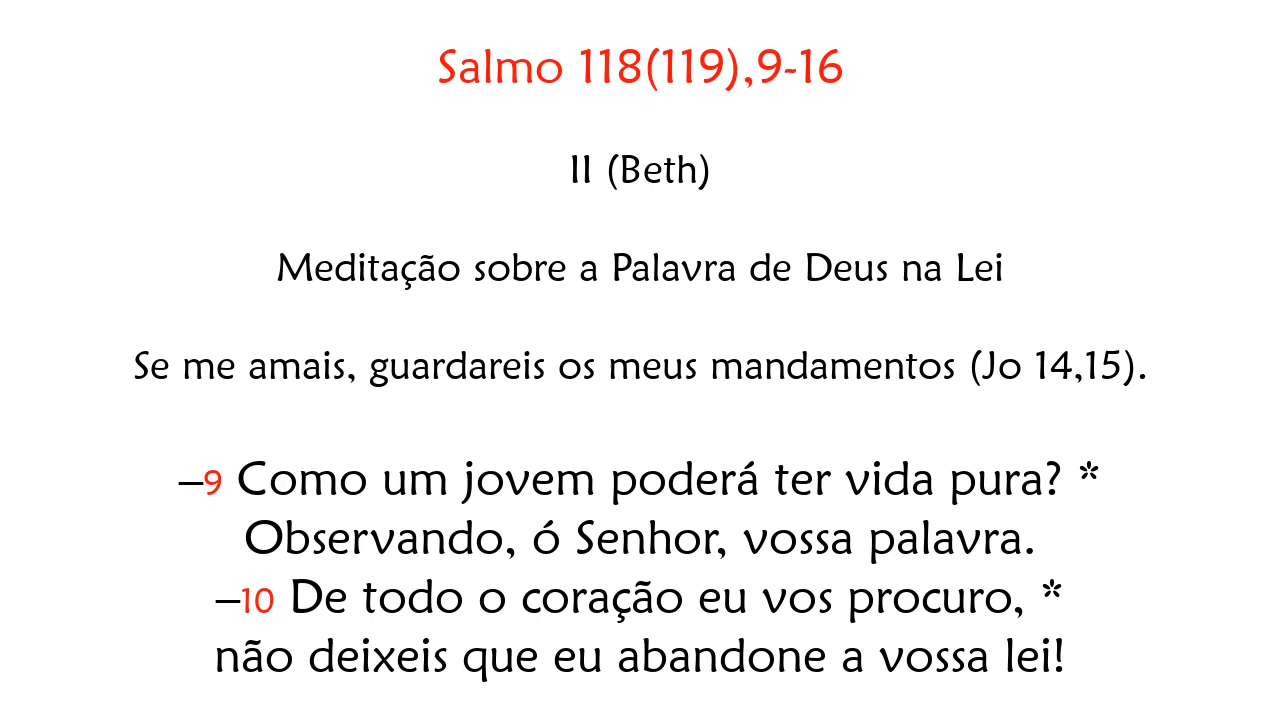 Salmo 118(119),9-16
II (Beth)
Meditação sobre a Palavra de Deus na Lei
Se me amais, guardareis os meus mandamentos (Jo 14,15).
–9 Como um jovem poderá ter vida pura? *
Observando, ó Senhor, vossa palavra.
–10 De todo o coração eu vos procuro, *
não deixeis que eu abandone a vossa lei!